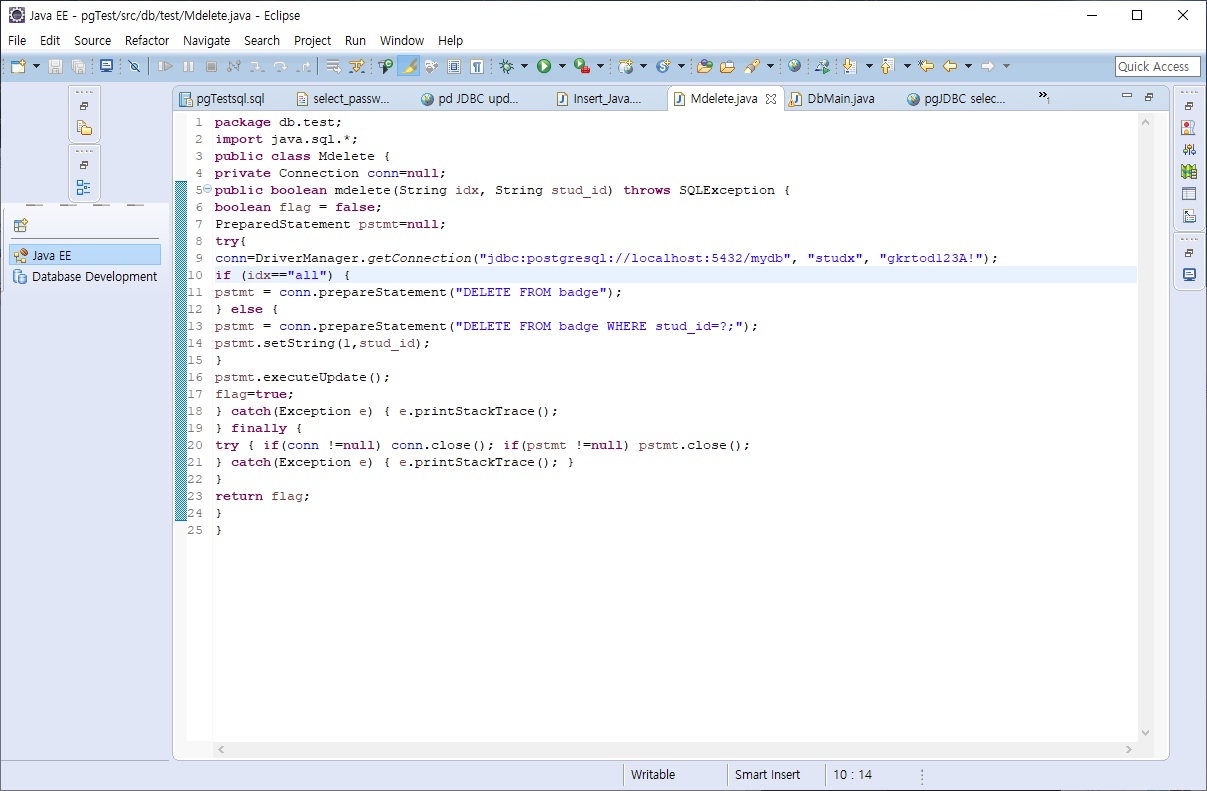 Java EE - pgTest/src/db/test/Mdelete.java - Eclipse
File Edit Source Refactor Navigate Search Project Run Window Help
Quick Access
pgTestsql.sql select_passw... pd JDBC upd... Insert_Java.... Mdelete.java DbMain.java pgJDBC selec... »1
1 package db.test;
2 import java.sql.*;
3 public class Mdelete {
4 private Connection conn=null;
5 public boolean mdelete(String idx, String stud_id) throws SQLException {
6 boolean flag = false;
7 PreparedStatement pstmt=null;
8 try{
9 conn=DriverManager.getConnection("jdbc:postgresql://localhost:5432/mydb", "studx", "gkrtod123A!");
10 if (idx=="all") {
11 pstmt = conn.prepareStatement("DELETE FROM badge");
12 } else {
13 pstmt = conn.prepareStatement("DELETE FROM badge WHERE stud_id=?;");
14 pstmt.setString(1,stud_id);
15 }
16 pstmt.executeUpdate();
17 flag=true;
18 } catch(Exception e) { e.printStackTrace();
19 } finally {
20 try { if(conn !=null) conn.close(); if(pstmt !=null) pstmt.close();
21 } catch(Exception e) { e.printStackTrace(); }
22 }
23 return flag;
24 }
25 }
Java EE
Database Development
Writable Smart Insert 10 : 14